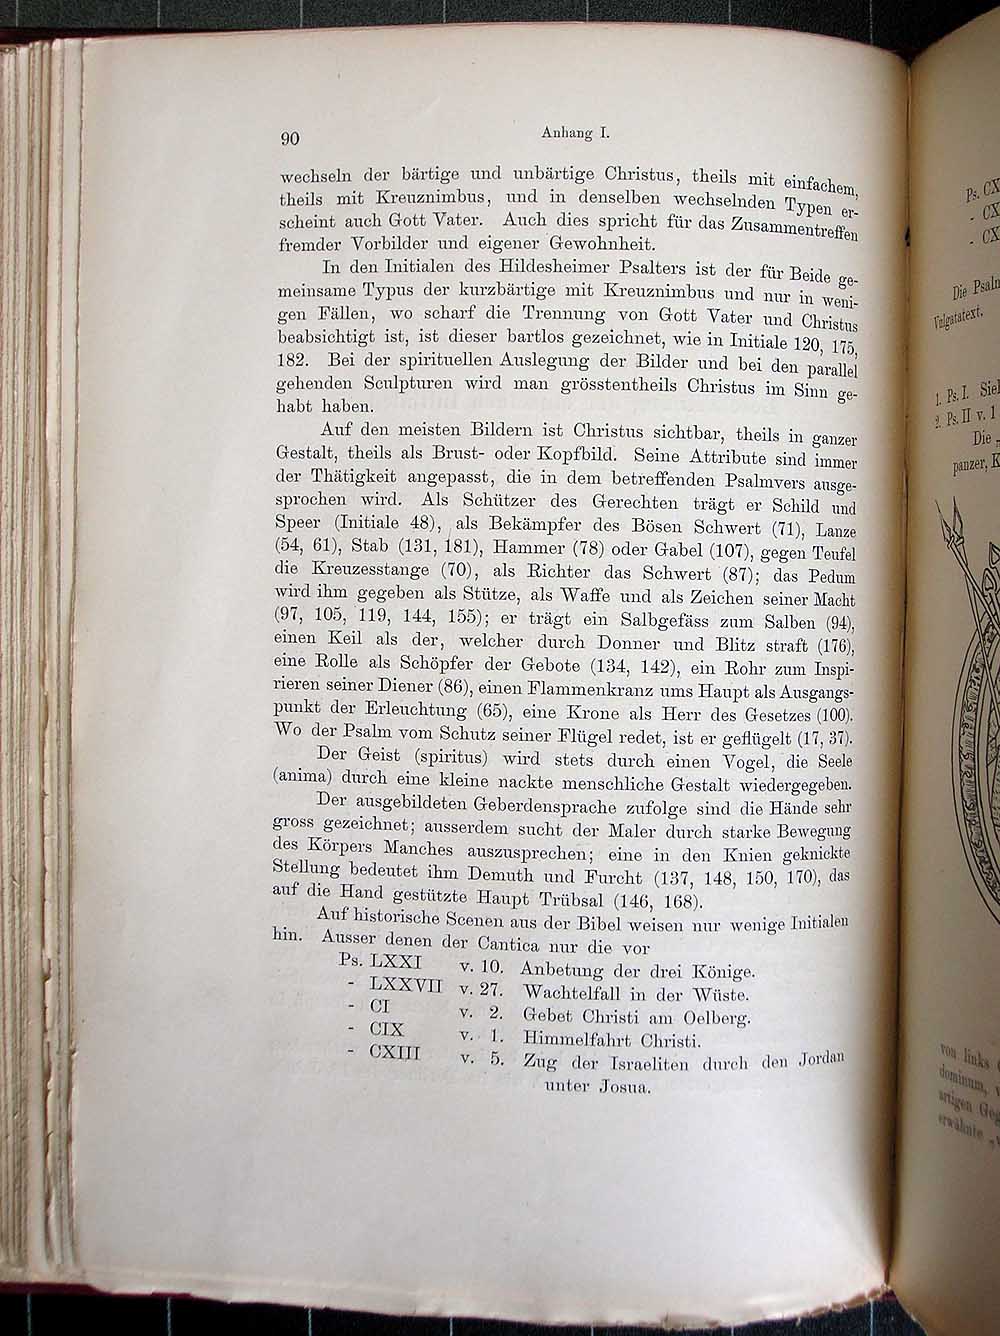 90
Anhang I.
wechseln der bärtige und unbärtige Christus, theils mit einfachem,
theils mit Kreuznimbus, und in denselben wechselnden Typen er-
scheint auch Gott Vater. Auch dies spricht für das Zusammentreffen
fremder Vorbilder und eigener Gewohnheit.
In den Initialen des Hildesheimer Psalters ist der für Beide ge-
meinsame Typus der kurzbärtige mit Kreuznimbus und nur in weni-
gen Fällen, wo scharf die Trennung von Gott Vater und Christus
beabsichtigt ist, ist dieser bartlos gezeichnet, wie in Initiale 120, 175,
182. Bei der spirituellen Auslegung der Bilder und bei den parallel
gehenden Sculpturen wird man grösstentheils Christus im Sinn ge-
habt haben.
Auf den meisten Bildern ist Christus sichtbar, theils in ganzer
Gestalt, theils als Brust- oder Kopfbild. Seine Attribute sind immer
der Thätigkeit angepasst, die in dem betreffenden Psalmvers ausge-
sprochen wird. Als Schützer des Gerechten trägt er Schild und
Speer (Initiale 48), als Bekämpfer des Bösen Schwert (71), Lanze
(54, 61), Stab (131, 181), Hammer (78) oder Gabel (107), gegen Teufel
die Kreuzesstange (70), als Richter das Schwert (87); das Pedum
wird ihm gegeben als Stütze, als Waffe und als Zeichen seiner Macht
(97, 105, 119, 144, 155); er trägt ein Salbgefäss zum Salben (94),
einen Keil als der, welcher durch Donner und Blitz straft (176),
eine Rolle als Schöpfer der Gebote (134, 142), ein Rohr zum Inspi-
rieren seiner Diener (86), einen Flammenkranz ums Haupt als Ausgangs-
punkt der Erleuchtung (65), eine Krone als Herr des Gesetzes (100).
Wo der Psalm vom Schutz seiner Flügel redet, ist er geflügelt (17, 37).
Der Geist (spiritus) wird stets durch einen Vogel, die Seele
(anima) durch eine kleine nackte menschliche Gestalt wiedergegeben.
Der ausgebildeten Geberdensprache zufolge sind die Hände sehr
gross gezeichnet; ausserdem sucht der Maler durch starke Bewegung
des Körpers Manches auszusprechen; eine in den Knien geknickte
Stellung bedeutet ihm Demuth und Furcht (137, 148, 150, 170), das
auf die Hand gestützte Haupt Trübsal (146, 168).
Auf historische Scenen aus der Bibel weisen nur wenige Initialen
hin. Ausser denen der Cantica nur die vor
Ps. LXXI v. 10. Anbetung der drei Könige.
- LXXVII v. 27. Wachtelfall in der Wüste.
- CI v. 2. Gebet Christi am Oelberg.
- CIX v. 1. Himmelfahrt Christi.
- CXIII v. 5. Zug der Israeliten durch den Jordan
unter Josua.
Ps. CX
- CX
- CX
Die
Vulgatatext.
1. Ps. I.
2. Ps. II v. 1
Die
panzer,
von links
dominum,
artigen
erwähnte